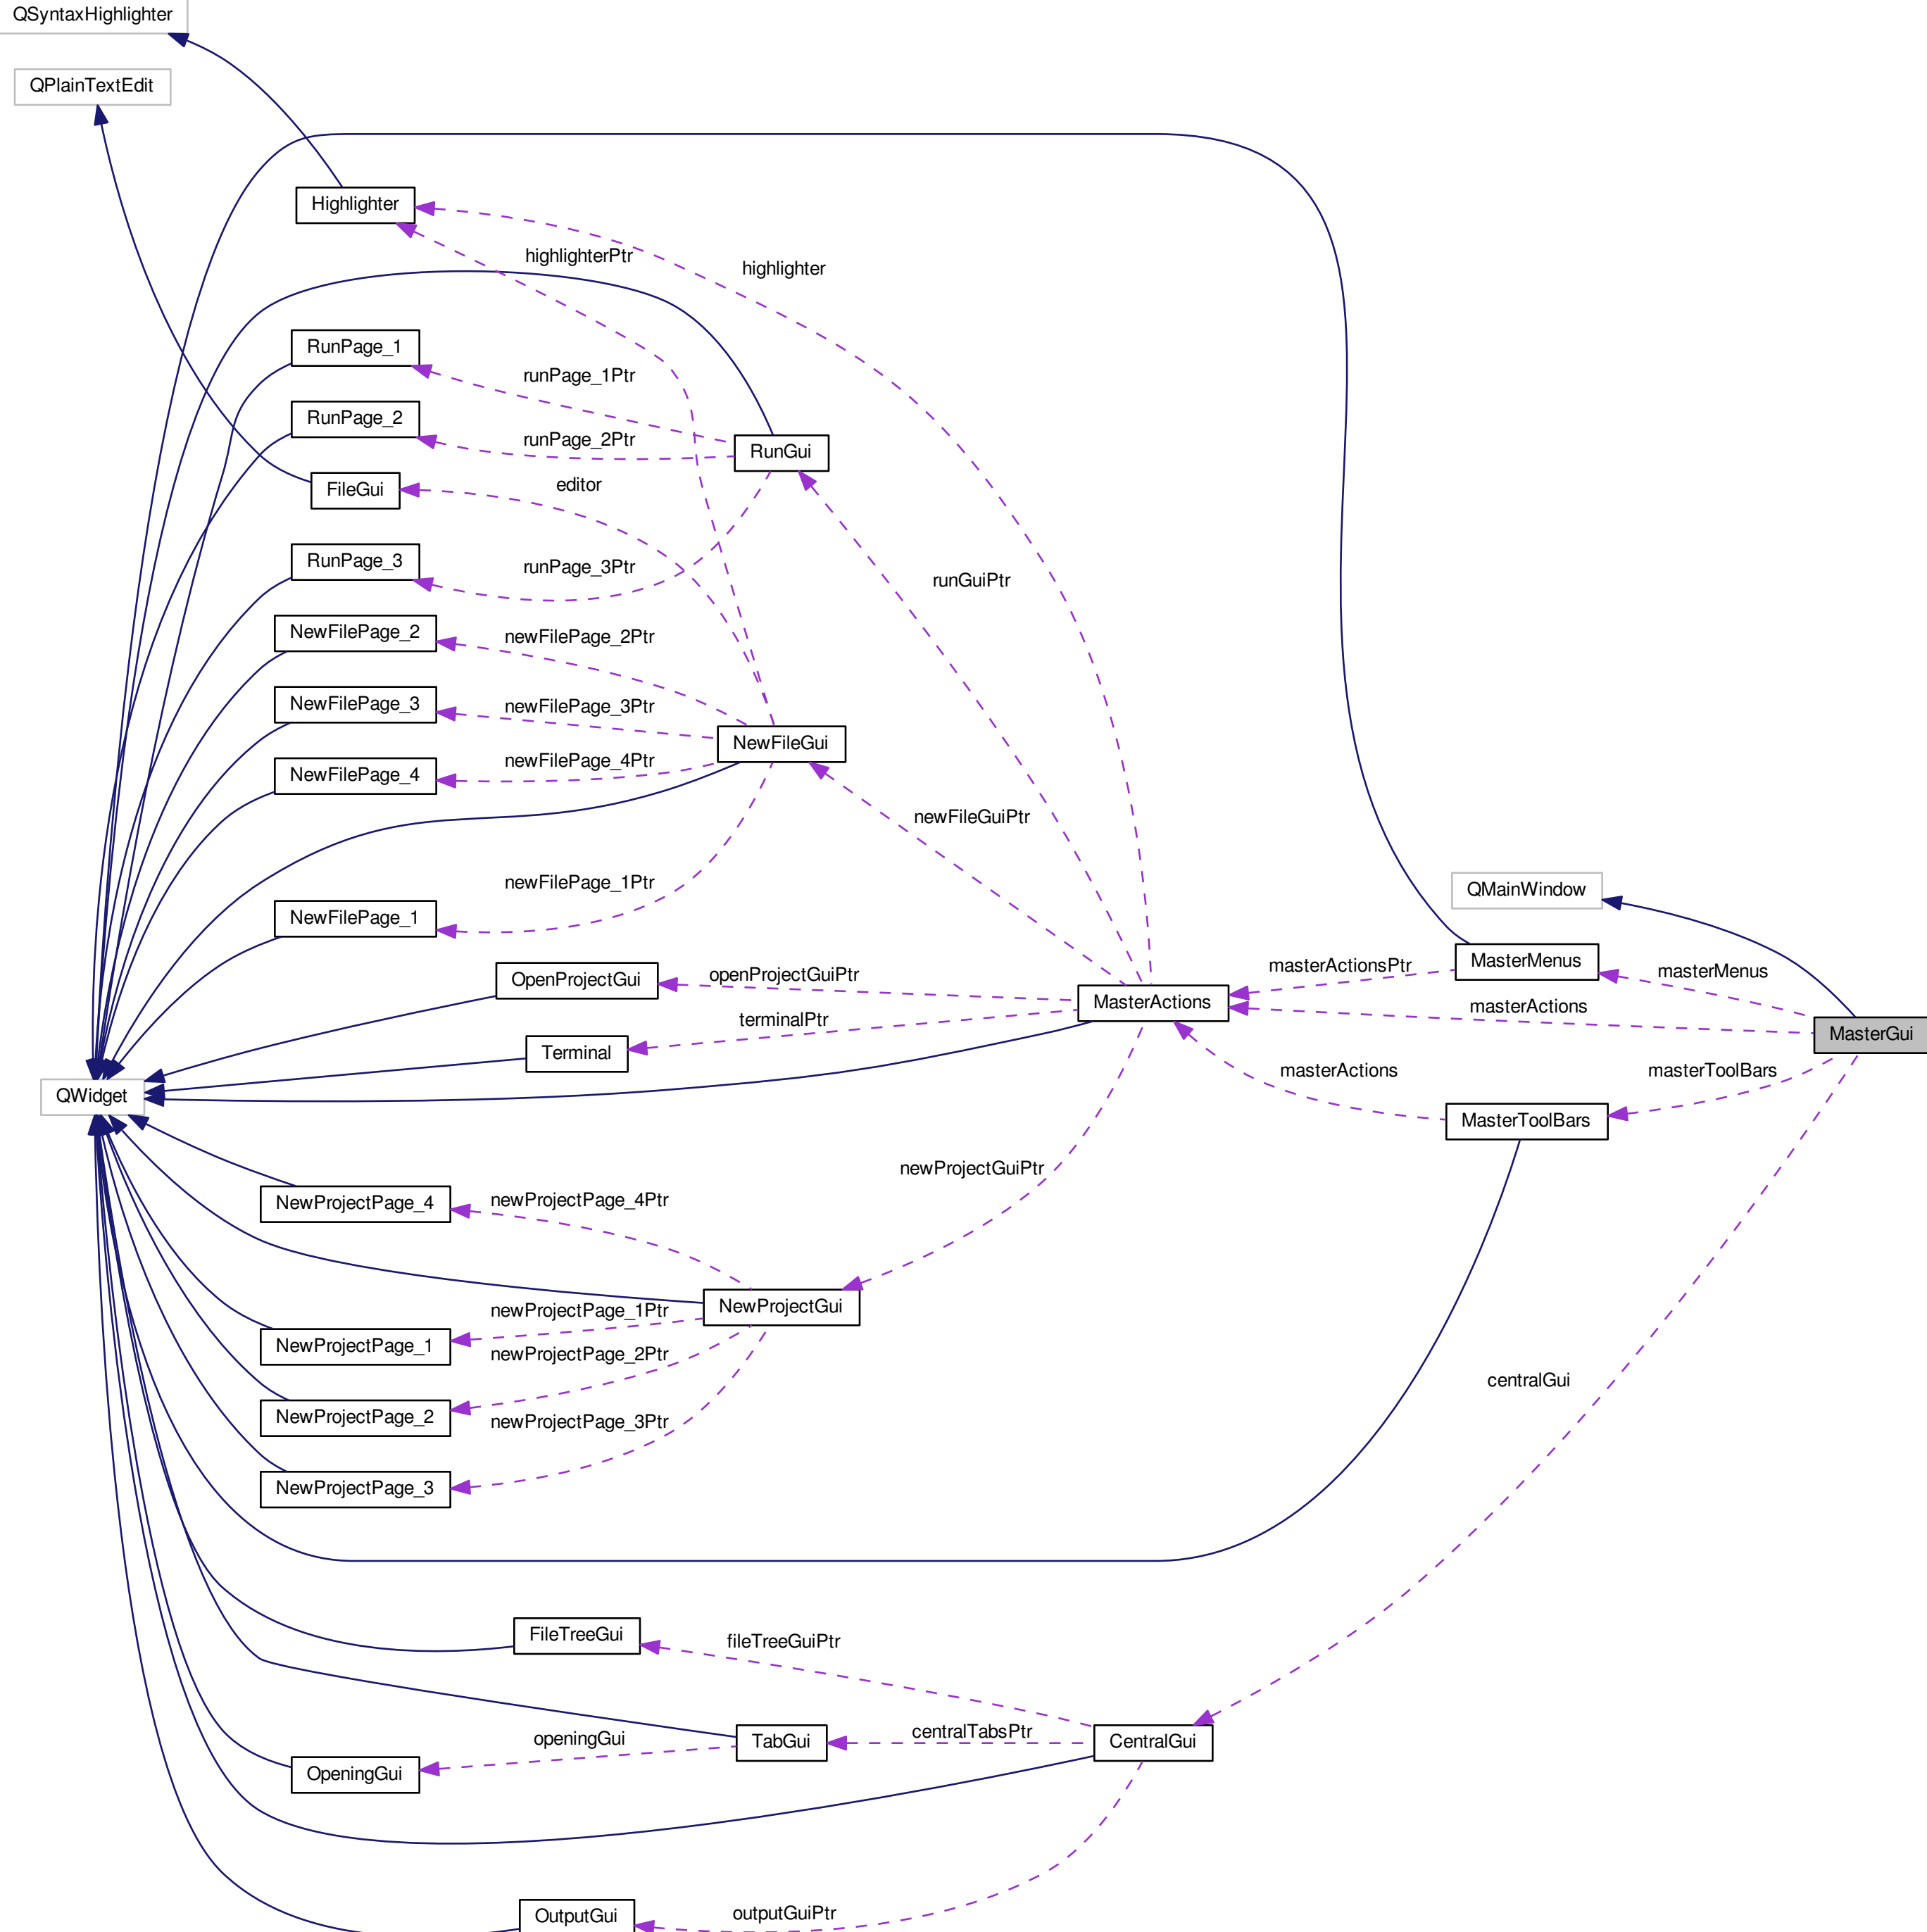 QSyntaxHighlighter
QPlainTextEdit
Highlighter
highlighterPtr
highlighter
RunPage_1
runPage_1Ptr
RunPage_2
runPage_2Ptr
RunGui
FileGui
editor
RunPage_3
runPage_3Ptr
runGuiPtr
NewFilePage_2
newFilePage_2Ptr
NewFilePage_3
newFilePage_3Ptr
NewFileGui
NewFilePage_4
newFilePage_4Ptr
newFileGuiPtr
newFilePage_1Ptr
NewFilePage_1
QMainWindow
OpenProjectGui
openProjectGuiPtr
masterActionsPtr
MasterMenus
masterMenus
MasterActions
masterActions
MasterGui
Terminal
terminalPtr
masterActions
masterToolBars
QWidget
MasterToolBars
newProjectGuiPtr
NewProjectPage_4
newProjectPage_4Ptr
NewProjectGui
newProjectPage_1Ptr
NewProjectPage_1
newProjectPage_2Ptr
centralGui
NewProjectPage_2
newProjectPage_3Ptr
NewProjectPage_3
FileTreeGui
fileTreeGuiPtr
openingGui
TabGui
centralTabsPtr
CentralGui
OpeningGui
OutputGui
outputGuiPtr